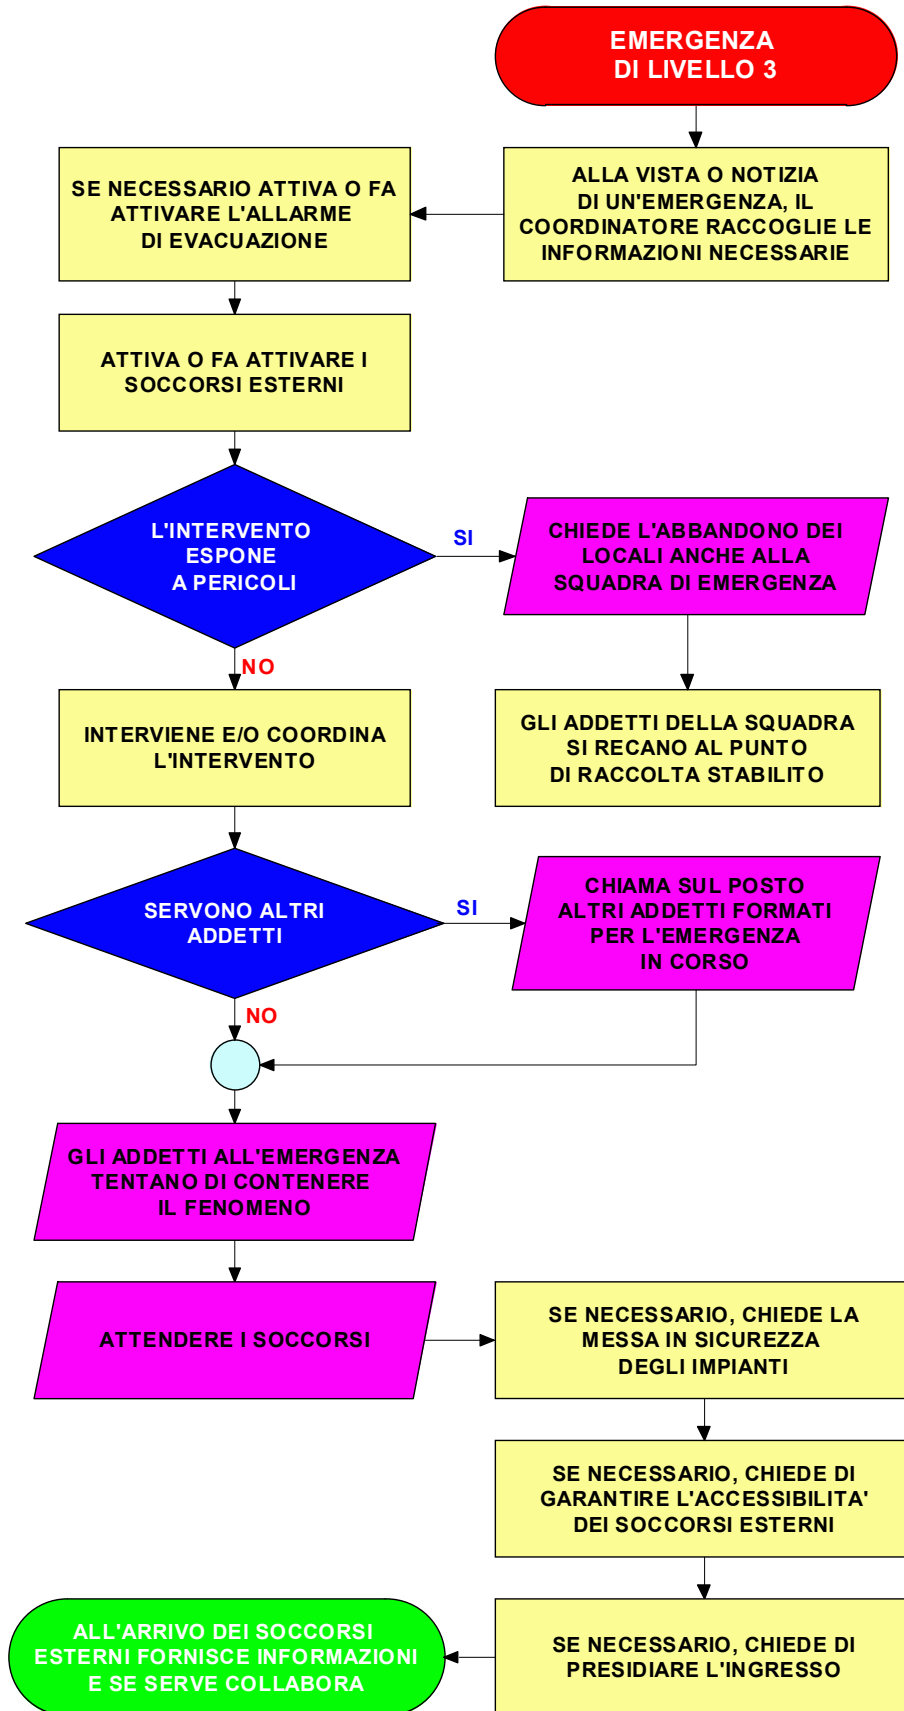 EMERGENZA
DI LIVELLO 3
ALLA VISTA O NOTIZIA
DI UN'EMERGENZA, IL
COORDINATORE RACCOGLIE LE
INFORMAZIONI NECESSARIE
SE NECESSARIO ATTIVA O FA
ATTIVARE L'ALLARME
DI EVACUAZIONE
ATTIVA O FA ATTIVARE I
SOCCORSI ESTERNI
L'INTERVENTO
ESPONE
A PERICOLI
SI
CHIEDE L'ABBANDONO DEI
LOCALI ANCHE ALLA
SQUADRA DI EMERGENZA
GLI ADDETTI DELLA SQUADRA
SI RECANO AL PUNTO
DI RACCOLTA STABILITO
NO
INTERVIENE E/O COORDINA
L'INTERVENTO
SERVONO ALTRI
ADDETTI
SI
CHIAMA SUL POSTO
ALTRI ADDETTI FORMATI
PER L'EMERGENZA
IN CORSO
NO
GLI ADDETTI ALL'EMERGENZA
TENTANO DI CONTENERE
IL FENOMENO
ATTENDERE I SOCCORSI
SE NECESSARIO, CHIEDE LA
MESSA IN SICUREZZA
DEGLI IMPIANTI
SE NECESSARIO, CHIEDE DI
GARANTIRE L'ACCESSIBILITA'
DEI SOCCORSI ESTERNI
SE NECESSARIO, CHIEDE DI
PRESIDIARE L'INGRESSO
ALL'ARRIVO DEI SOCCORSI
ESTERNI FORNISCE INFORMAZIONI
E SE SERVE COLLABORA